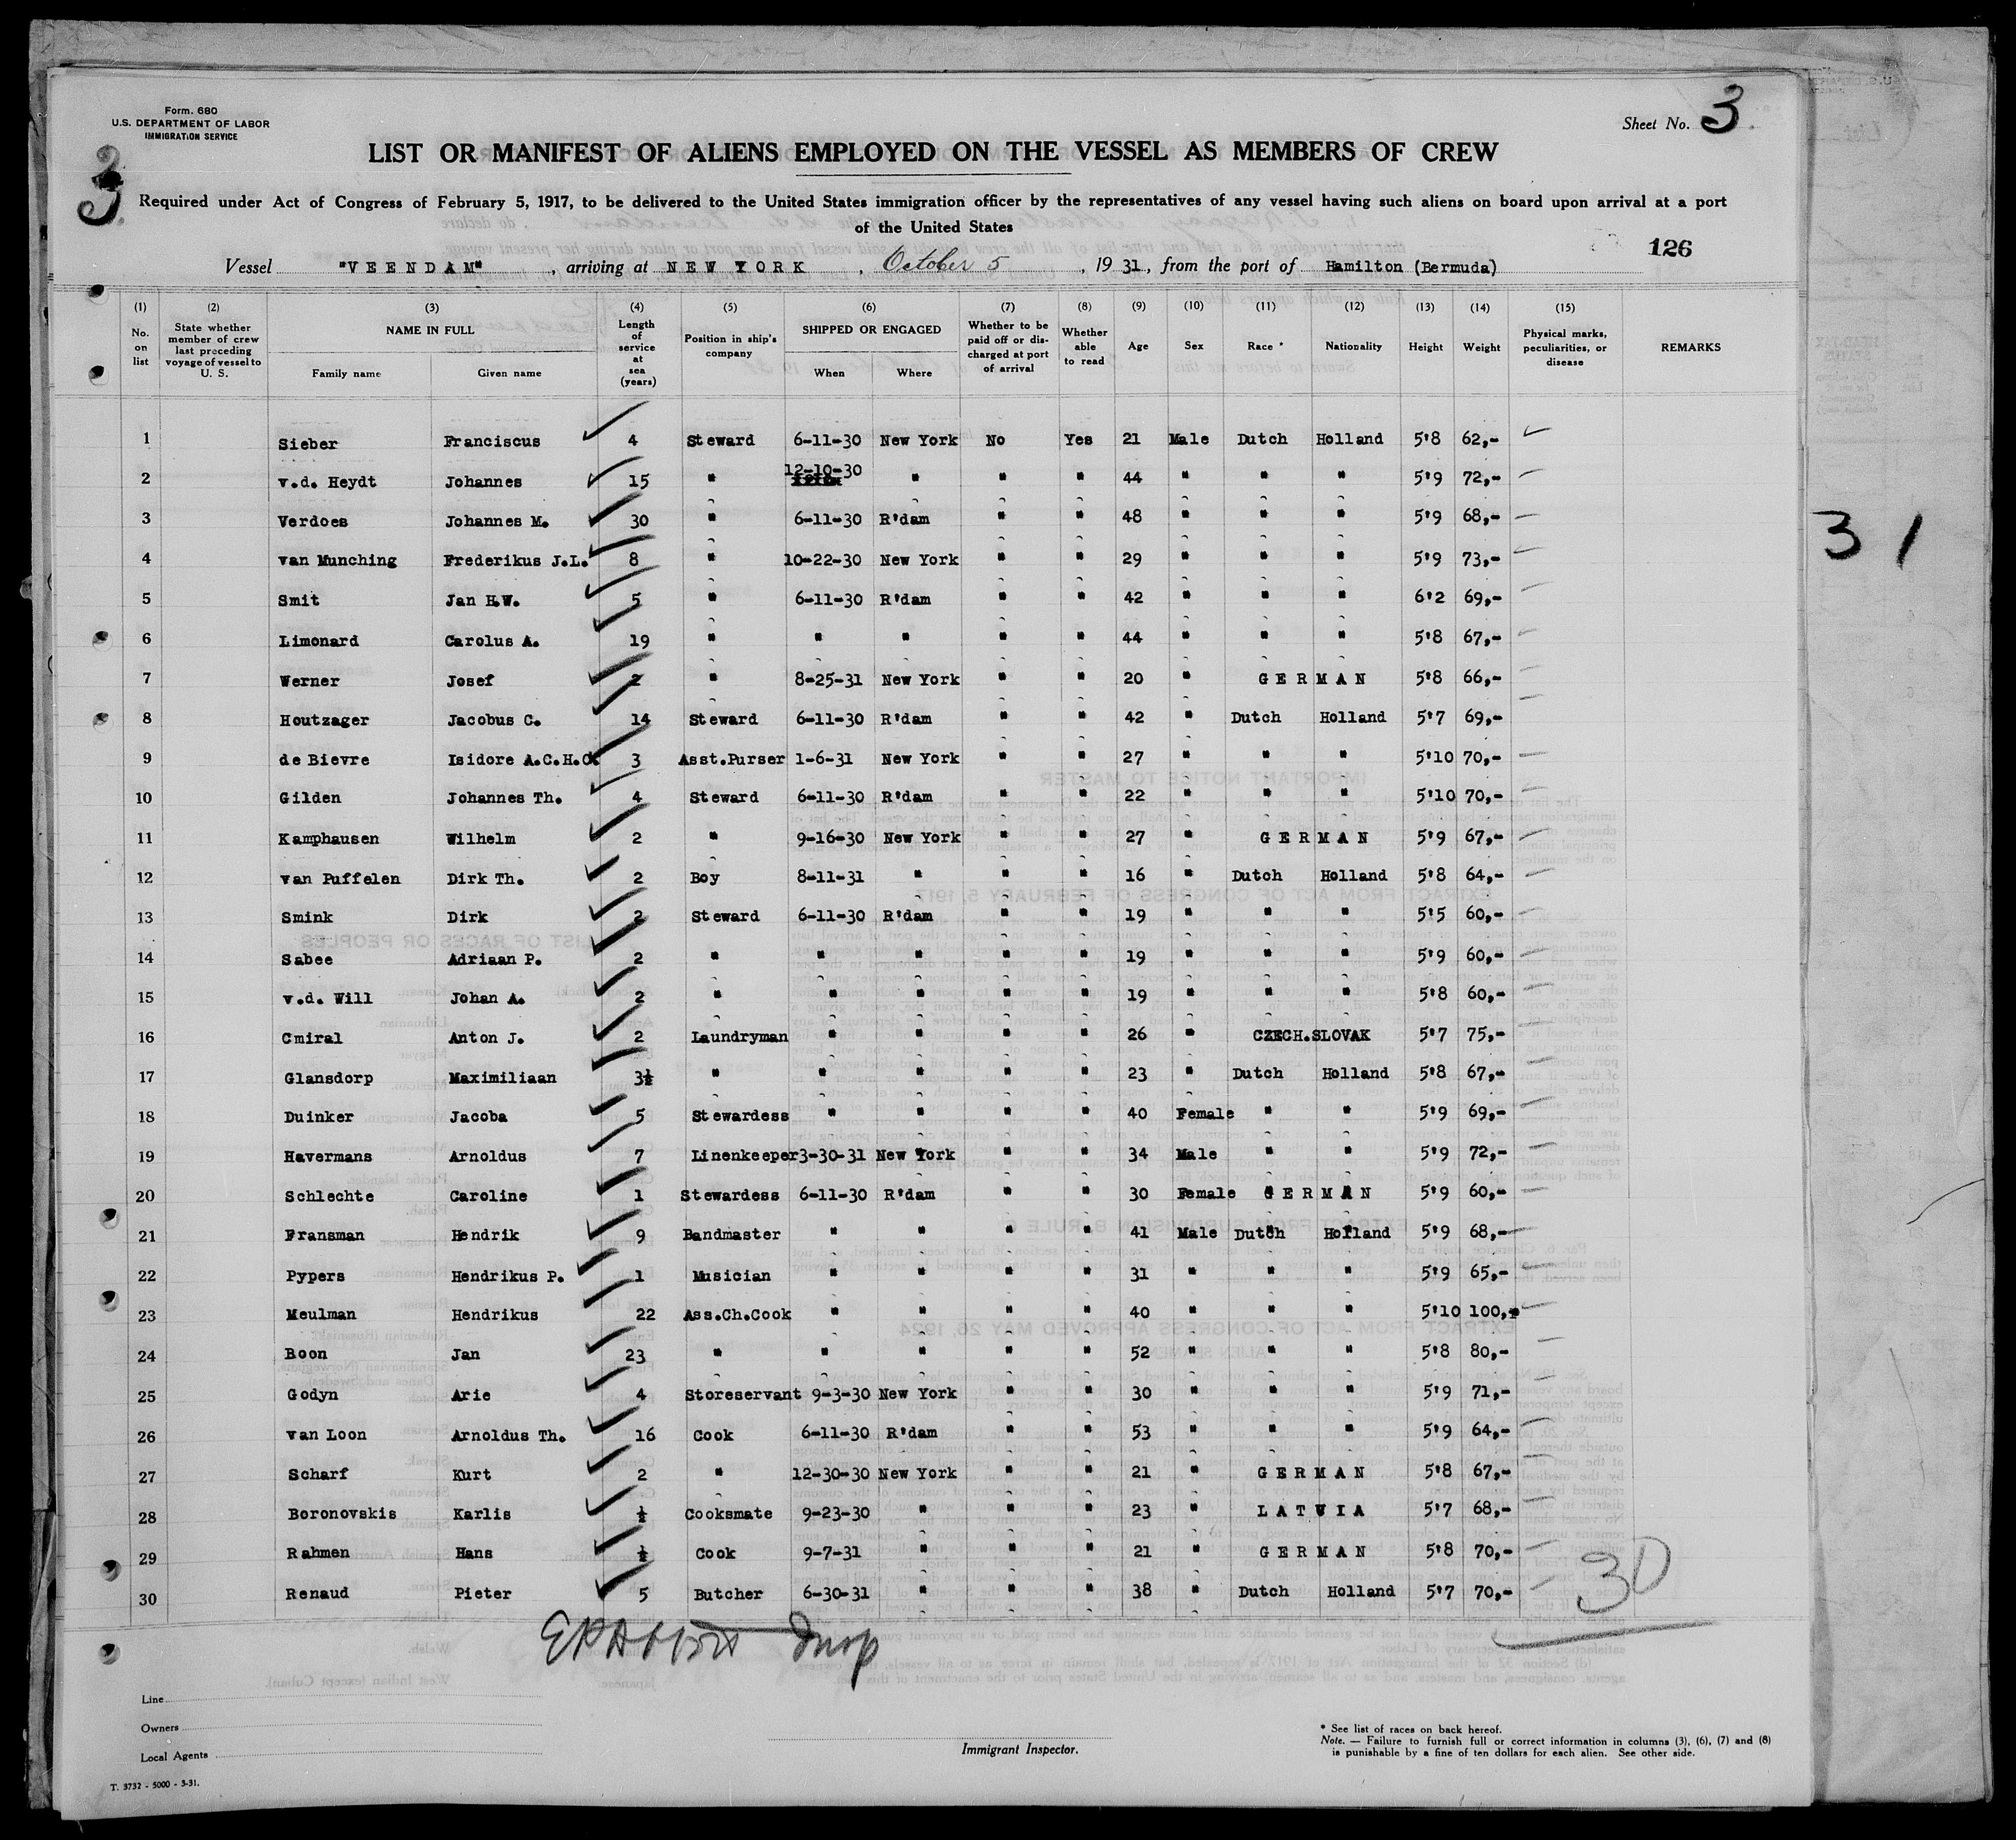 Form. 680
U.S. DEPARTMENT OF LABOR
IMMIGRATION SERVICE
Sheet No. 3
3
LIST OR MANIFEST OF ALIENS EMPLOYED ON THE VESSEL AS MEMBERS OF CREW
Required under Act of Congress of February 5, 1917, to be delivered to the United States immigration officer by the representatives of any vessel having such aliens on board upon arrival at a port
of the United States
126
Vessel "VEENDAM", arriving at NEW YORK, October 5, 1931, from the port of Hamilton (Bermuda)
(1) (2) (3) (4) (5) (6) (7) (8) (9) (10) (11) (12) (13) (14) (15)
No. on list | State whether member of crew last preceding voyage of vessel to U. S. | NAME IN FULL | Family name | Given name | Length of service at sea (years) | Position in ship's company | SHIPPED OR ENGAGED | When | Where | Whether to be paid off or discharged at port of arrival | Whether able to read | Age | Sex | Race * | Nationality | Height | Weight | Physical marks, peculiarities, or disease | REMARKS
1 Sieber Franciscus 4 Steward 6-11-30 New York No Yes 21 Male Dutch Holland 5'8 62,-
2 v.d. Heydt Johannes 15 " 12-10-30 " " " 44 " " " 5'9 72,-
3 Verdoes Johannes M. 30 " 6-11-30 R'dam " " 48 " " " 5'9 68,-
4 van Munching Frederikus J.L. 8 " 10-22-30 New York " " 29 " " " 5'9 73,-
5 Smit Jan H.W. 5 " 6-11-30 R'dam " " 42 " " " 6'2 69,-
6 Limonard Carolus A. 19 " " " " " 44 " " " 5'8 67,-
7 Werner Josef 2 " 8-25-31 New York " " 20 " GERMAN 5'8 66,-
8 Houtzager Jacobus C. 14 Steward 6-11-30 R'dam " " 42 " Dutch Holland 5'7 69,-
9 de Bievre Isidore A.C.H.C. 3 Asst.Purser 1-6-31 New York " " 27 " " " 5'10 70,-
10 Gilden Johannes Th. 4 Steward 6-11-30 R'dam " " 22 " " " 5'10 70,-
11 Kamphausen Wilhelm 2 " 9-16-30 New York " " 27 " GERMAN 5'9 67,-
12 van Puffelen Dirk Th. 2 Boy 8-11-31 " " " 16 " Dutch Holland 5'8 64,-
13 Smink Dirk 2 Steward 6-11-30 R'dam " " 19 " " " 5'5 60,-
14 Sabee Adriaan P. 2 " " " " " 19 " " " 5'9 60,-
15 v.d. Will Johan A. 2 " " " " " 19 " " " 5'8 60,-
16 Cmiral Anton J. 2 Laundryman " " " " 26 " CZECH.SLOVAK 5'7 75,-
17 Glansdorp Maximiliaan 3½ " " " " " 23 " Dutch Holland 5'8 67,-
18 Duinker Jacoba 5 Stewardess " " " " 40 Female " " 5'9 69,-
19 Havermans Arnoldus 7 Linenkeeper 3-30-31 New York " " 34 Male " " 5'9 72,-
20 Schlechte Caroline 1 Stewardess 6-11-30 R'dam " " 30 Female GERMAN 5'9 60,-
21 Fransman Hendrik 9 Bandmaster " " " " 41 Male Dutch Holland 5'9 68,-
22 Pypers Hendrikus P. 1 Musician " " " " 31 " " " 5'9 65,-
23 Meulman Hendrikus 22 Ass.Ch.Cook " " " " 40 " " " 5'10 100,-
24 Boon Jan 23 " " " " " 52 " " " 5'8 80,-
25 Godyn Arie 4 Storeservant 9-3-30 New York " " 30 " " " 5'9 71,-
26 van Loon Arnoldus Th. 16 Cook 6-11-30 R'dam " " 53 " " " 5'9 64,-
27 Scharf Kurt 2 " 12-30-30 New York " " 21 " GERMAN 5'8 67,-
28 Boronovskis Karlis ½ Cooksmate 9-23-30 " " " 23 " LATVIA 5'7 68,-
29 Rahmen Hans ½ Cook 9-7-31 " " " 21 " GERMAN 5'8 70,-
30 Renaud Pieter 5 Butcher 6-30-31 " " " 38 " Dutch Holland 5'7 70,-
30
31
Line
Owners
Local Agents
Immigrant Inspector.
* See list of races on back hereof.
Note. — Failure to furnish full or correct information in columns (3), (6), (7) and (8)
is punishable by a fine of ten dollars for each alien. See other side.
T. 3732 - 5000 - 3-31.